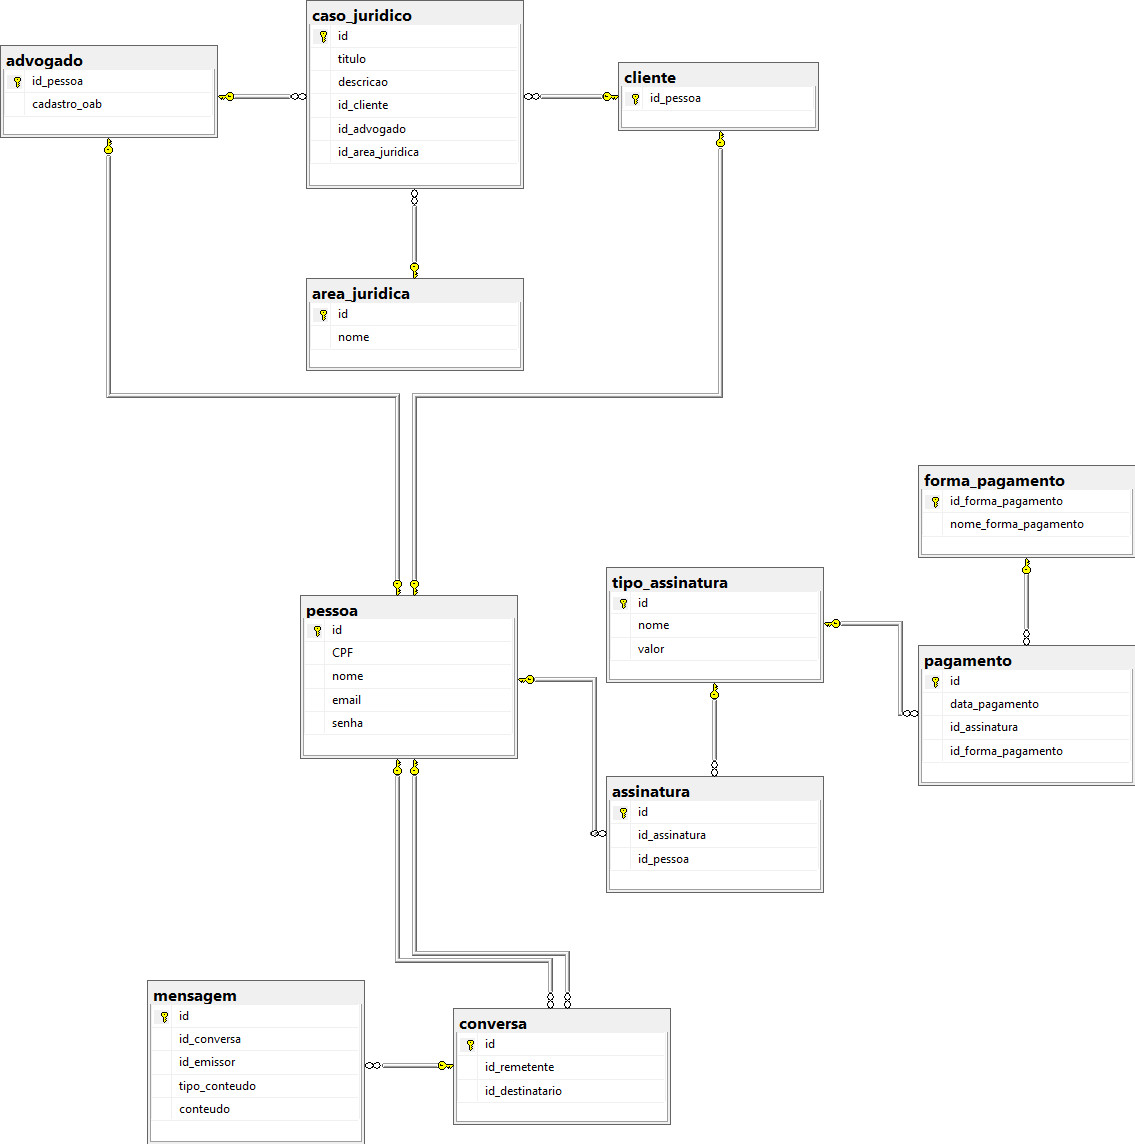 caso_juridico
id
titulo
descricao
id_cliente
id_advogado
id_area_juridica
advogado
id_pessoa
cadastro_oab
cliente
id_pessoa
area_juridica
id
nome
forma_pagamento
id_forma_pagamento
nome_forma_pagamento
tipo_assinatura
id
nome
valor
pessoa
id
CPF
nome
email
senha
pagamento
id
data_pagamento
id_assinatura
id_forma_pagamento
assinatura
id
id_assinatura
id_pessoa
mensagem
id
id_conversa
id_emissor
tipo_conteudo
conteudo
conversa
id
id_remetente
id_destinatario